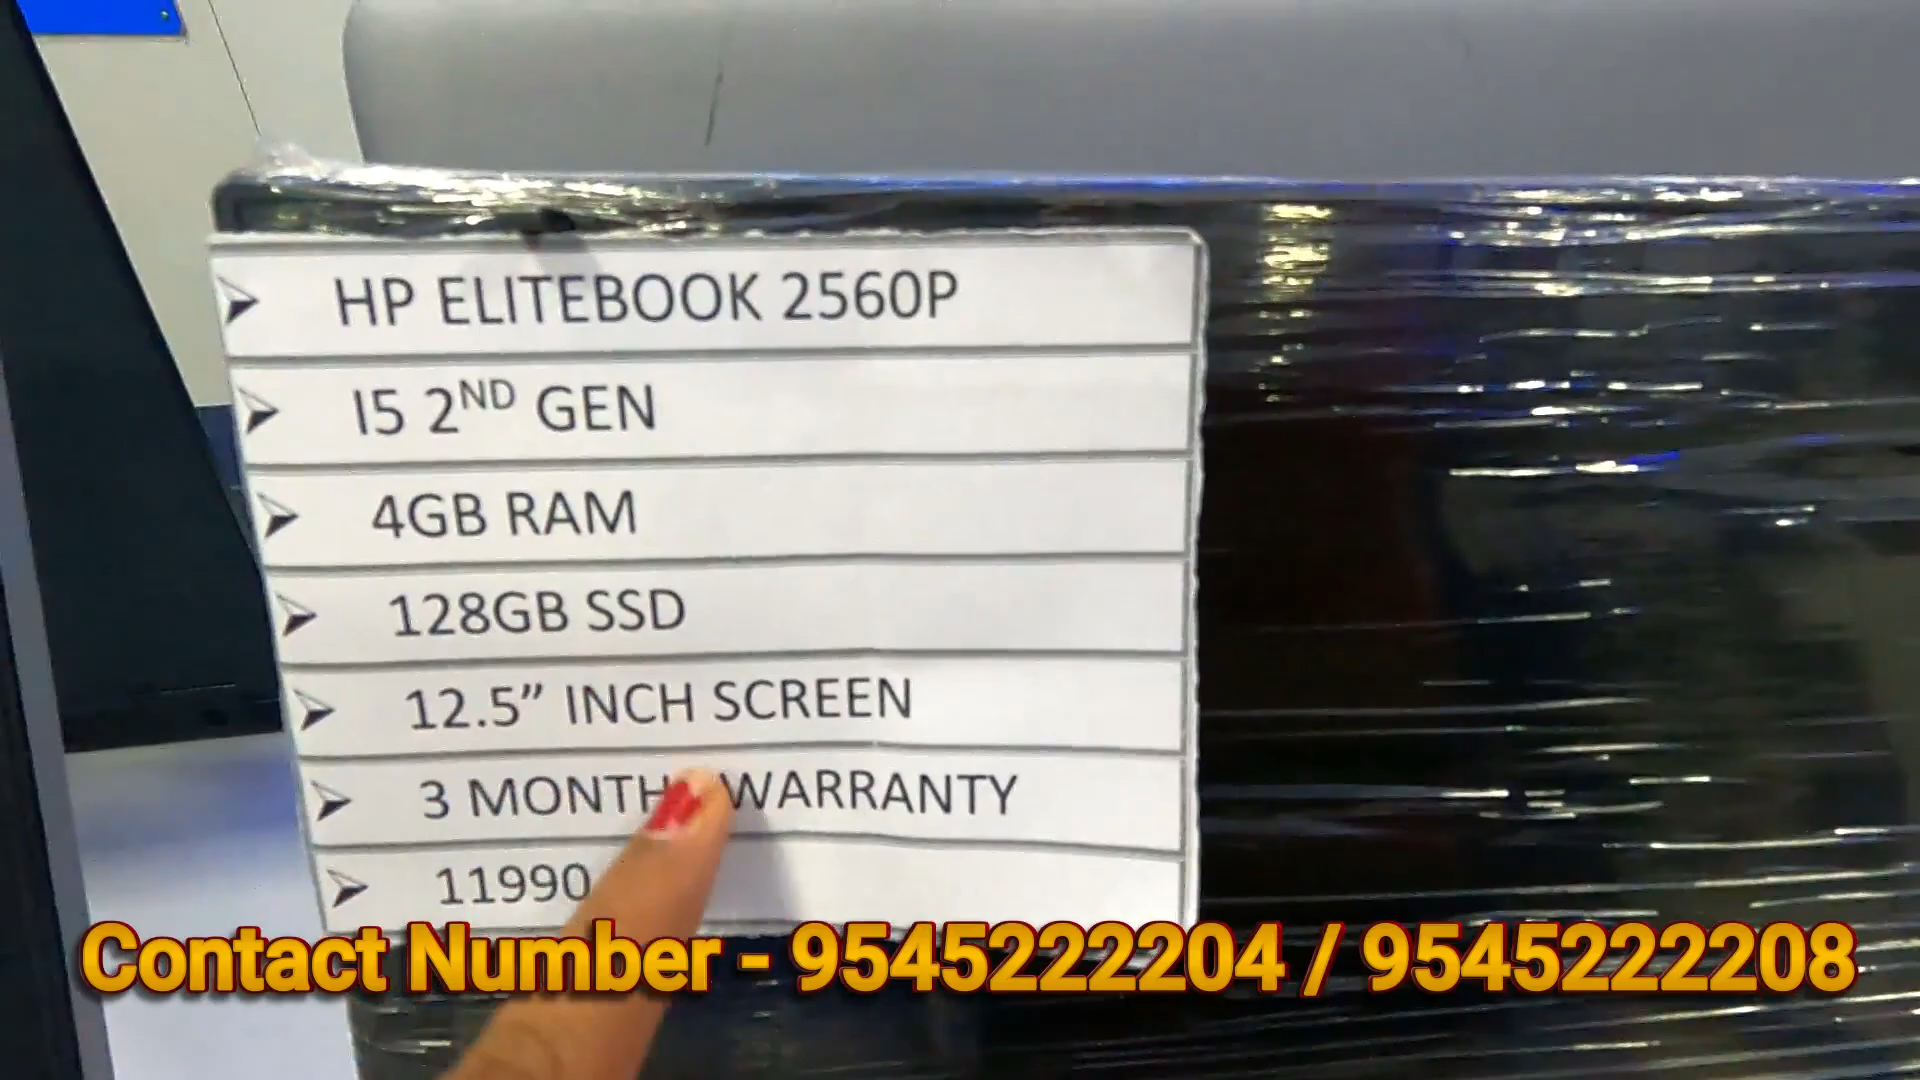 HP ELITEBOOK 2560P
I5 2ND GEN
4GB RAM
128GB SSD
12.5” INCH SCREEN
3 MONTH WARRANTY
11990
Contact Number - 9545222204 / 9545222208